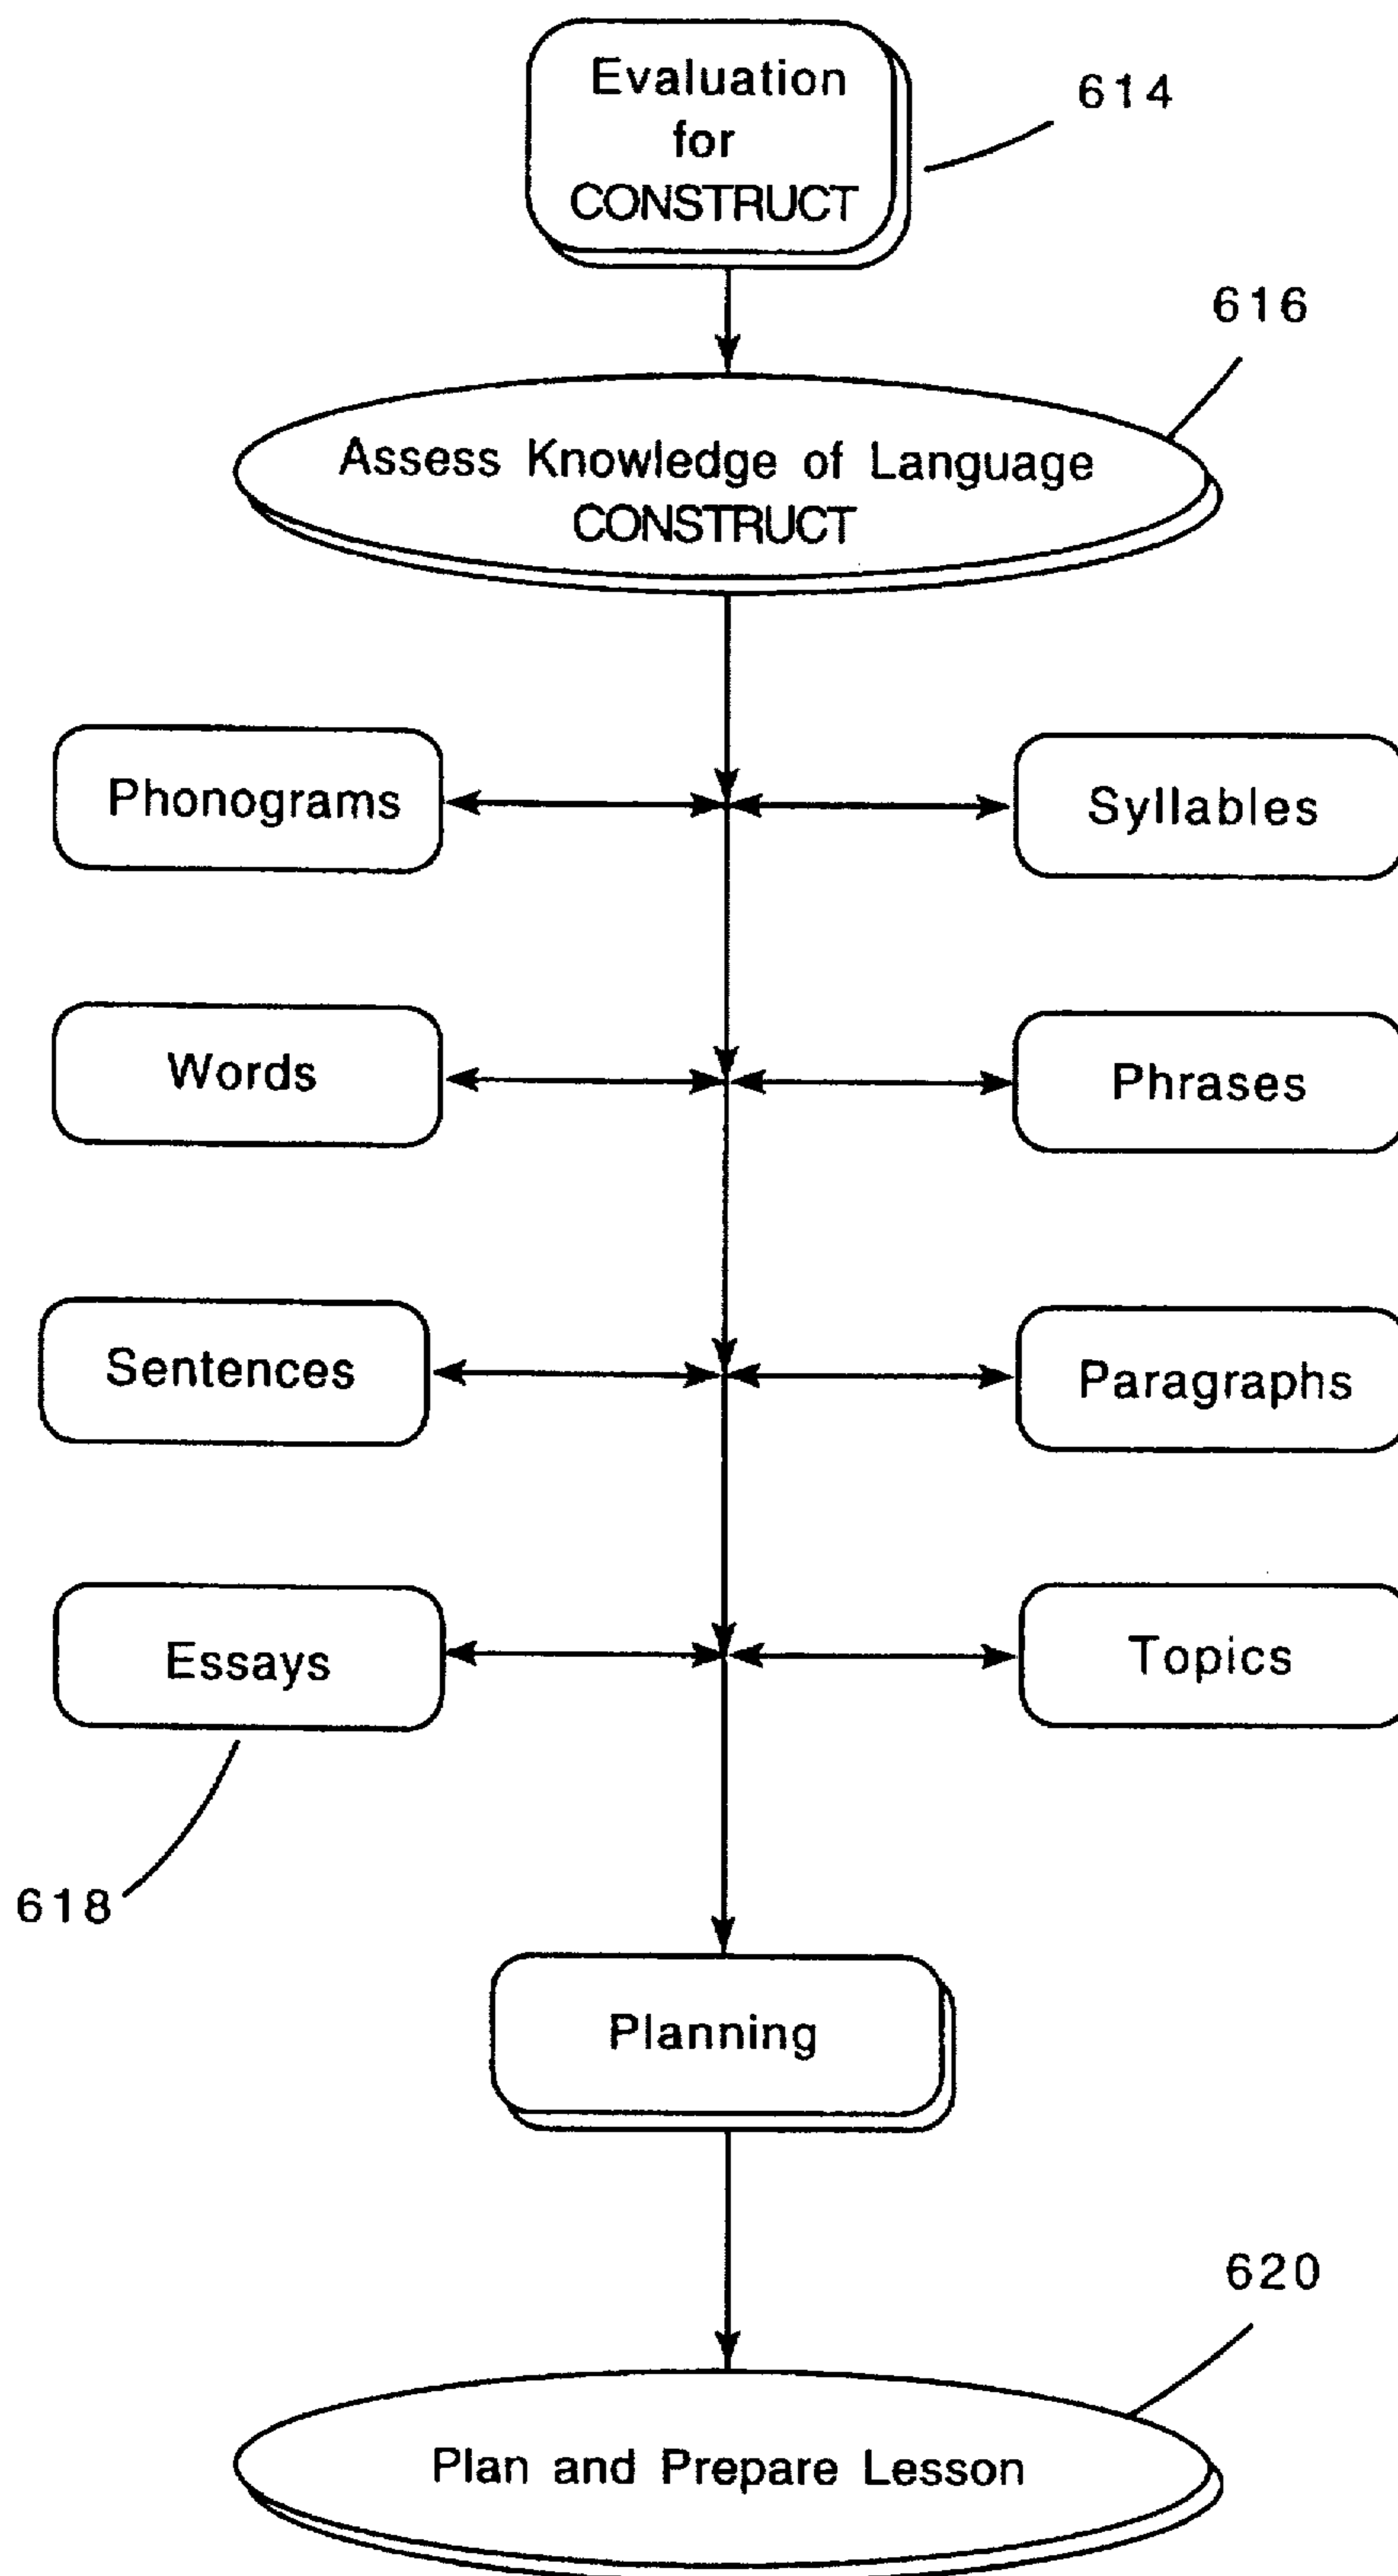 Evaluation
for
CONSTRUCT
614
616
Assess Knowledge of Language
CONSTRUCT
Phonograms
Syllables
Words
Phrases
Sentences
Paragraphs
Essays
Topics
618
Planning
620
Plan and Prepare Lesson